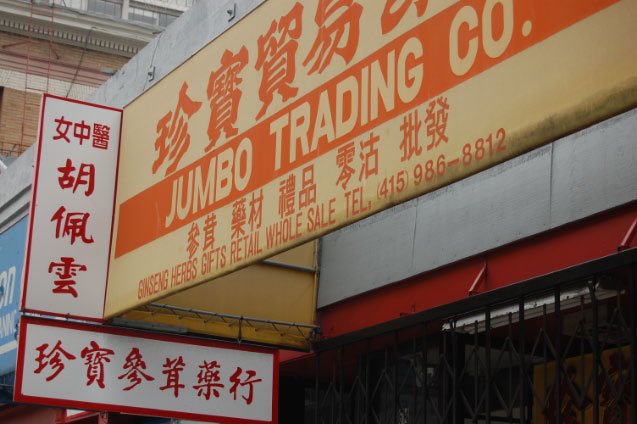 珍寶貿易公
JUMBO TRADING CO.
參茸 藥材 禮品 零沽 批發
GINSENG HERBS GIFTS RETAIL WHOLE SALE TEL, (415) 986-8812
女中醫
胡佩雲
珍寶參茸藥行